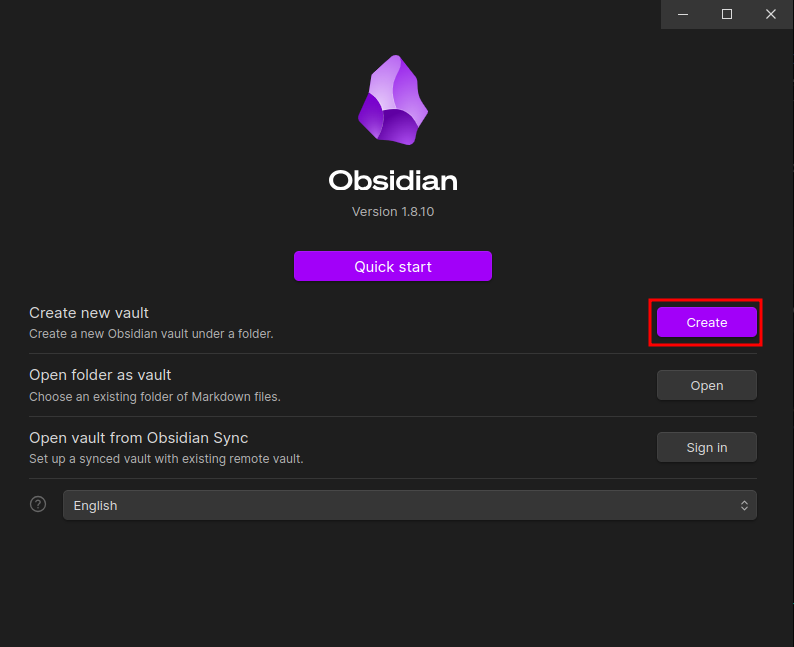 Obsidian
Version 1.8.10
Quick start
Create new vault
Create a new Obsidian vault under a folder.
Create
Open folder as vault
Choose an existing folder of Markdown files.
Open
Open vault from Obsidian Sync
Set up a synced vault with existing remote vault.
Sign in
?
English